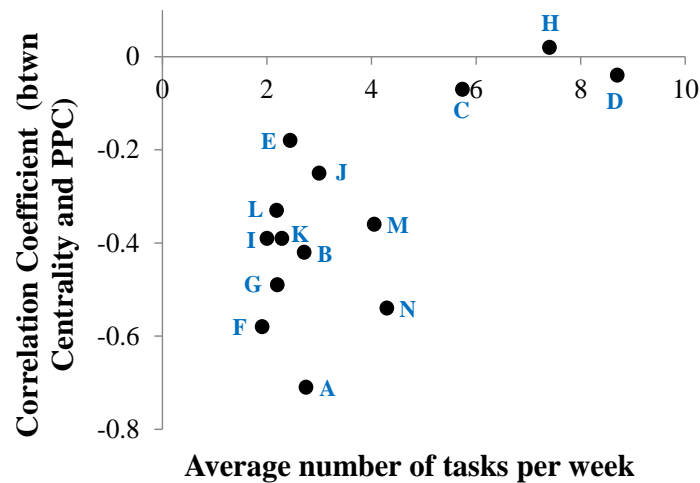 H
0
0
2
4
6
8
10
C
D
E
J
-0.2
L
M
I
K
B
-0.4
G
N
F
-0.6
A
-0.8
Correlation Coefficient (btwn
Centrality and PPC)
Average number of tasks per week